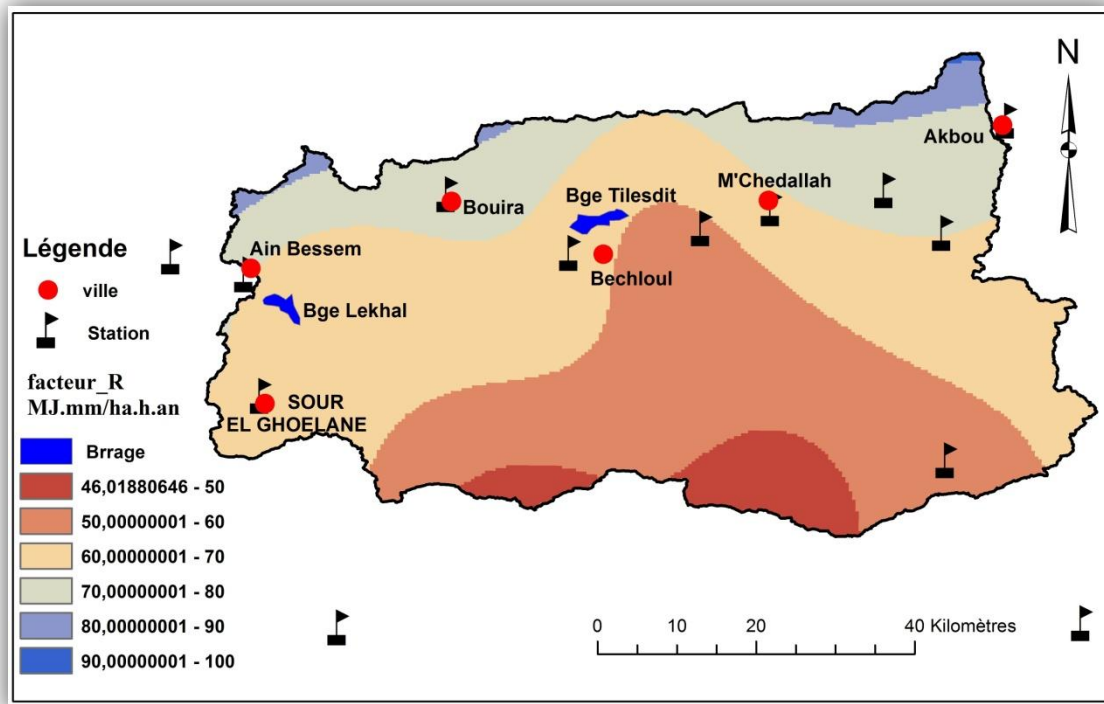 N
Akbou
M'Chedallah
Bge Tilesdit
Bouira
Ain Bessem
Bechloul
Bge Lekhal
SOUR
EL GHOELANE
Légende
ville
Station
facteur_R
MJ.mm/ha.h.an
Brrage
46,01880646 - 50
50,00000001 - 60
60,00000001 - 70
70,00000001 - 80
80,00000001 - 90
90,00000001 - 100
0 10 20 40 Kilomètres